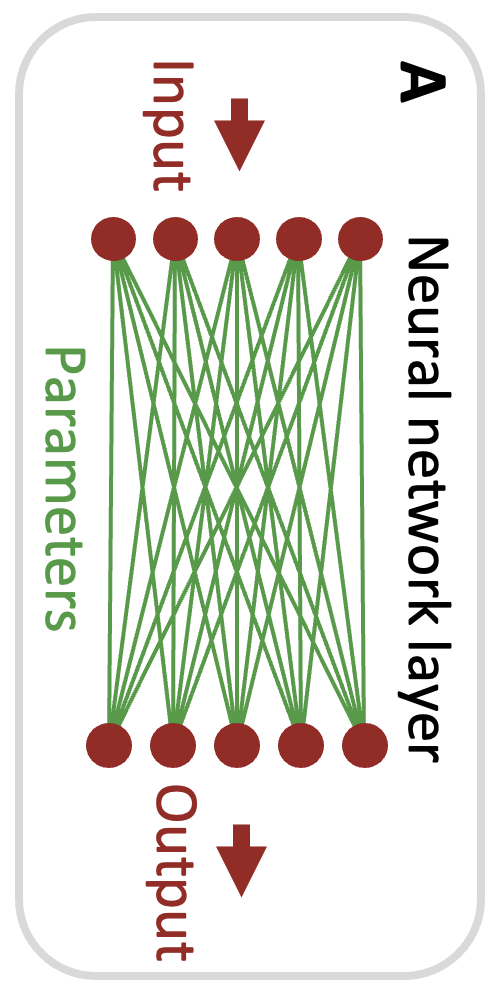 A
Neural network layer
Input
Output
Parameters